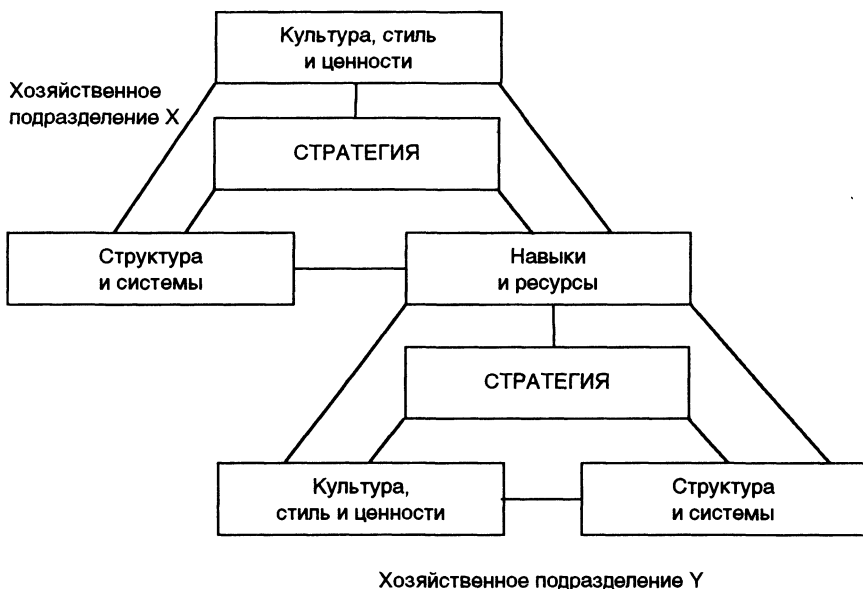 Культура, стиль
и ценности
Хозяйственное
подразделение X
СТРАТЕГИЯ
Структура
и системы
Навыки
и ресурсы
СТРАТЕГИЯ
Культура,
стиль и ценности
Структура
и системы
Хозяйственное подразделение Y